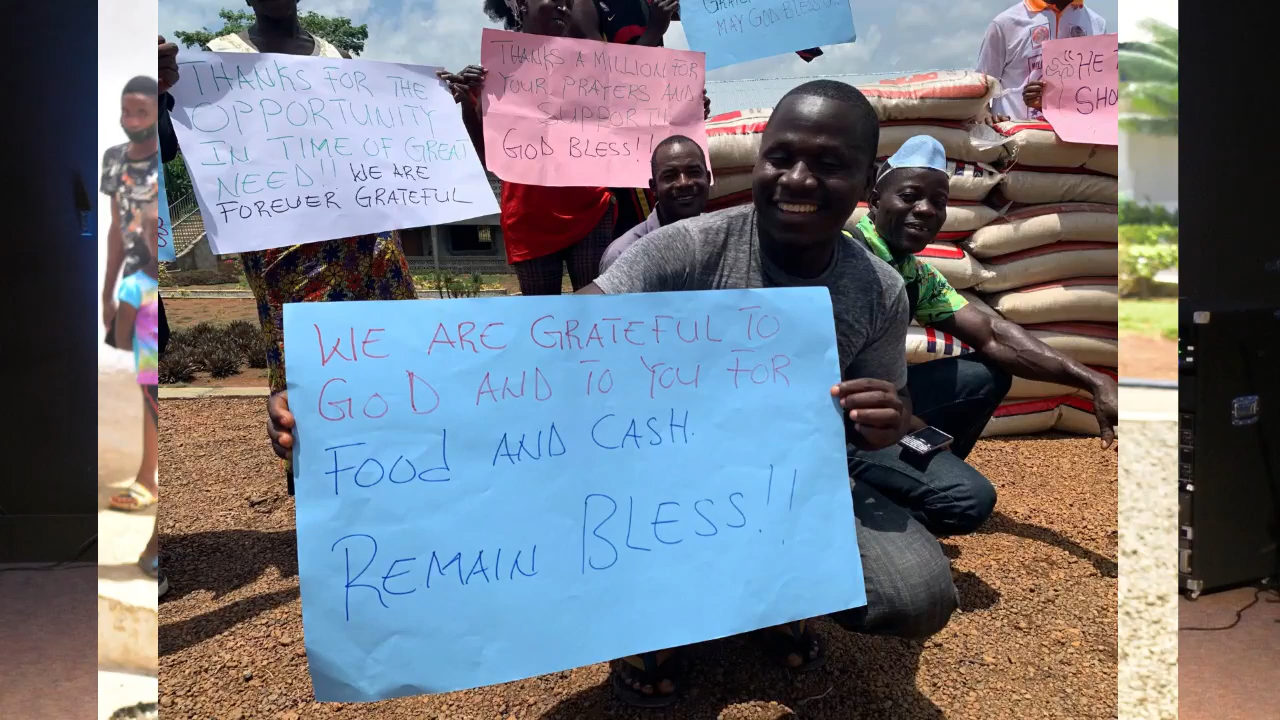 MAY GOD BLESS
THANKS FOR THE
OPPORTUNITY
IN TIME OF GREAT
NEED!! WE ARE
FOREVER GRATEFUL
THANKS A MILLION FOR
YOUR PRAYERS AND
SUPPORT!!
GOD BLESS!!
HE
SHO
WE ARE GRATEFUL TO
GOD AND TO YOU FOR
FOOD AND CASH.
REMAIN BLESS!!